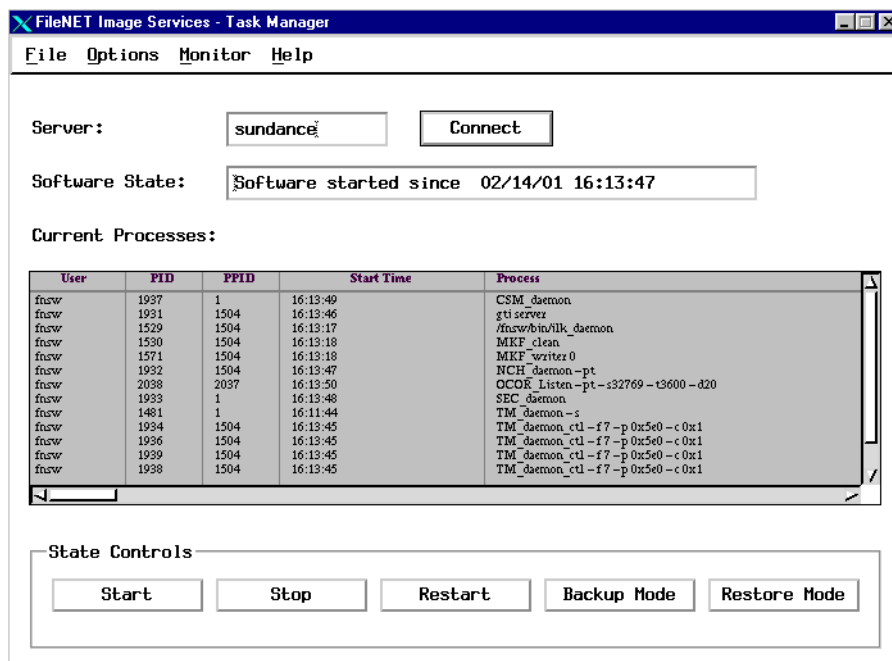 FileNET Image Services - Task Manager
File Options Monitor Help
Server: sundance Connect
Software State: Software started since 02/14/01 16:13:47
Current Processes:
User PID PPID Start Time Process
fnsw 1937 1 16:13:49 CSM_daemon
fnsw 1931 1504 16:13:46 gti server
fnsw 1529 1504 16:13:17 /fnsw/bin/ilk_daemon
fnsw 1530 1504 16:13:18 MKF_clean
fnsw 1571 1504 16:13:18 MKF_writer 0
fnsw 1932 1504 16:13:47 NCH_daemon -pt
fnsw 2038 2037 16:13:50 OCOR_Listen -pt -s32769 -t3600 -d20
fnsw 1933 1 16:13:48 SEC_daemon
fnsw 1481 1 16:11:44 TM_daemon -s
fnsw 1934 1504 16:13:45 TM_daemon_ctl -f 7 -p 0x5e0 -c 0x1
fnsw 1936 1504 16:13:45 TM_daemon_ctl -f 7 -p 0x5e0 -c 0x1
fnsw 1939 1504 16:13:45 TM_daemon_ctl -f 7 -p 0x5e0 -c 0x1
fnsw 1938 1504 16:13:45 TM_daemon_ctl -f 7 -p 0x5e0 -c 0x1
State Controls
Start Stop Restart Backup Mode Restore Mode